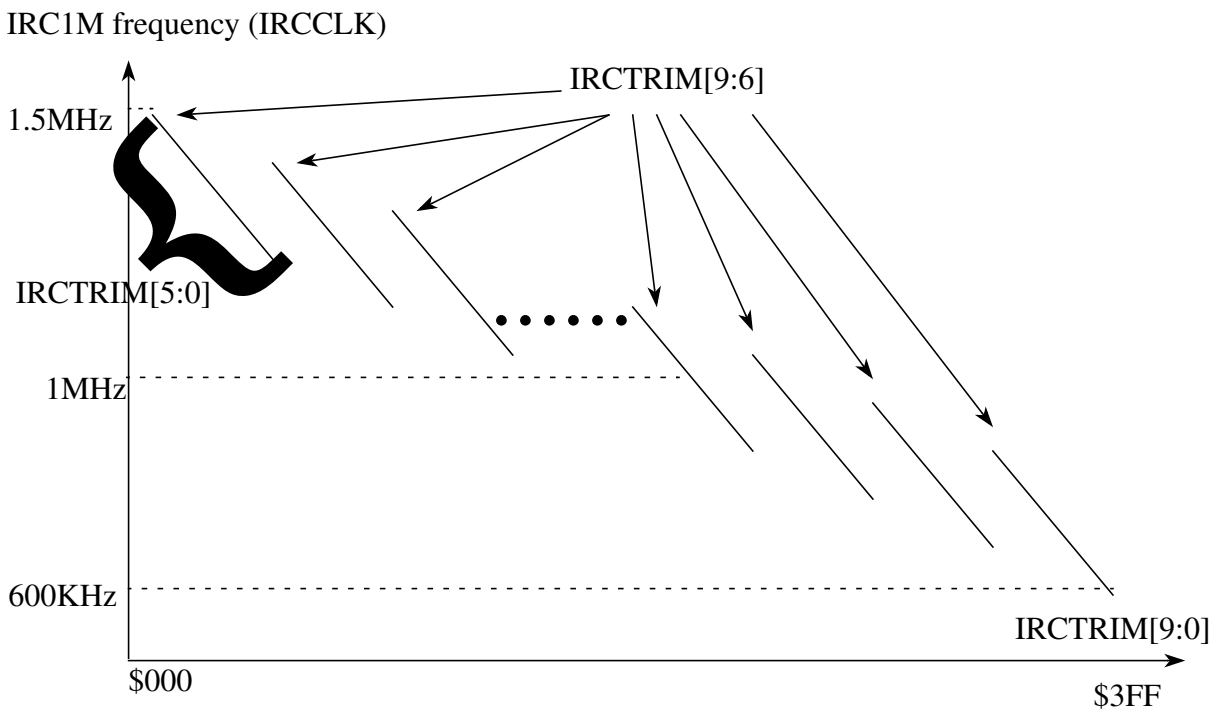 IRC1M frequency (IRCCLK)
IRCTRIM[9:6]
1.5MHz
IRCTRIM[5:0]
1MHz
600KHz
IRCTRIM[9:0]
$000
$3FF